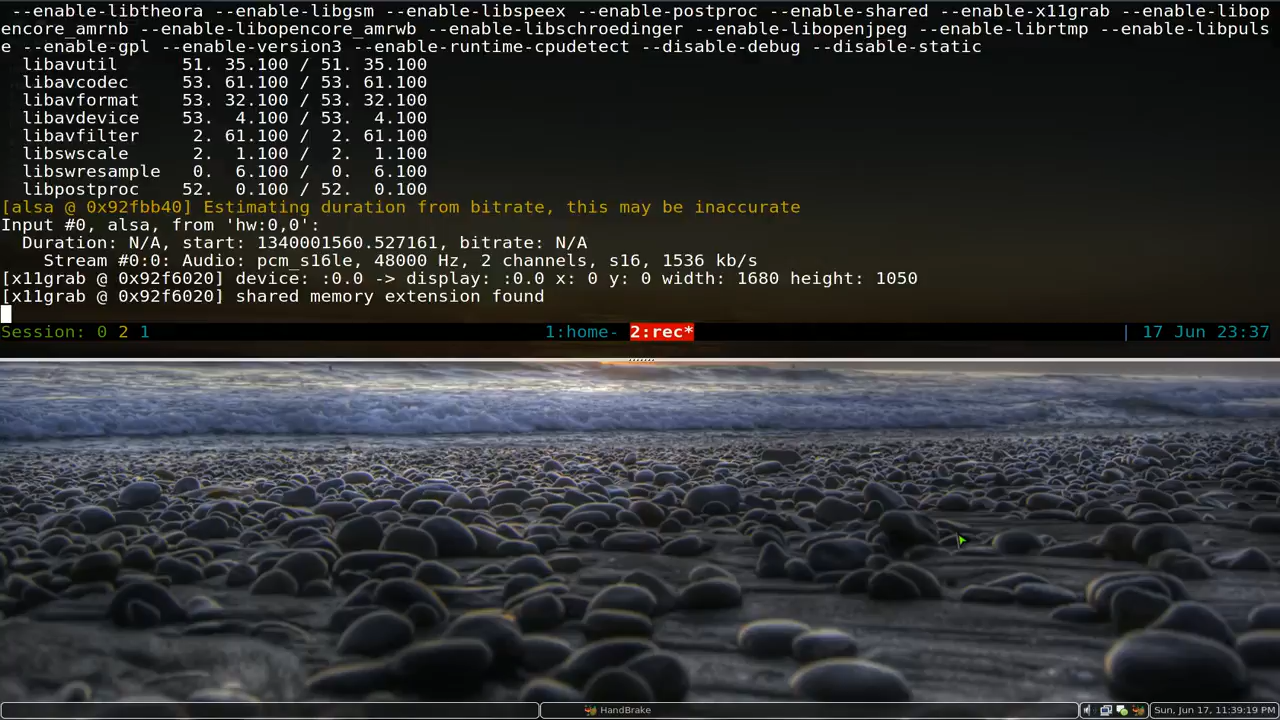 --enable-libtheora --enable-libgsm --enable-libspeex --enable-postproc --enable-shared --enable-x11grab --enable-libop
encore_amrnb --enable-libopencore_amrwb --enable-libschroedinger --enable-libopenjpeg --enable-librtmp --enable-libpuls
e --enable-gpl --enable-version3 --enable-runtime-cpudetect --disable-debug --disable-static
libavutil     51. 35.100 / 51. 35.100
libavcodec    53. 61.100 / 53. 61.100
libavformat   53. 32.100 / 53. 32.100
libavdevice   53.  4.100 / 53.  4.100
libavfilter    2. 61.100 /  2. 61.100
libswscale     2.  1.100 /  2.  1.100
libswresample  0.  6.100 /  0.  6.100
libpostproc   52.  0.100 / 52.  0.100
[alsa @ 0x92fbb40] Estimating duration from bitrate, this may be inaccurate
Input #0, alsa, from 'hw:0,0':
Duration: N/A, start: 1340001560.527161, bitrate: N/A
Stream #0:0: Audio: pcm_s16le, 48000 Hz, 2 channels, s16, 1536 kb/s
[x11grab @ 0x92f6020] device: :0.0 -> display: :0.0 x: 0 y: 0 width: 1680 height: 1050
[x11grab @ 0x92f6020] shared memory extension found
Session: 0 2 1 1:home- 2:rec* | 17 Jun 23:37
HandBrake Sun, Jun 17, 11:39:19 PM